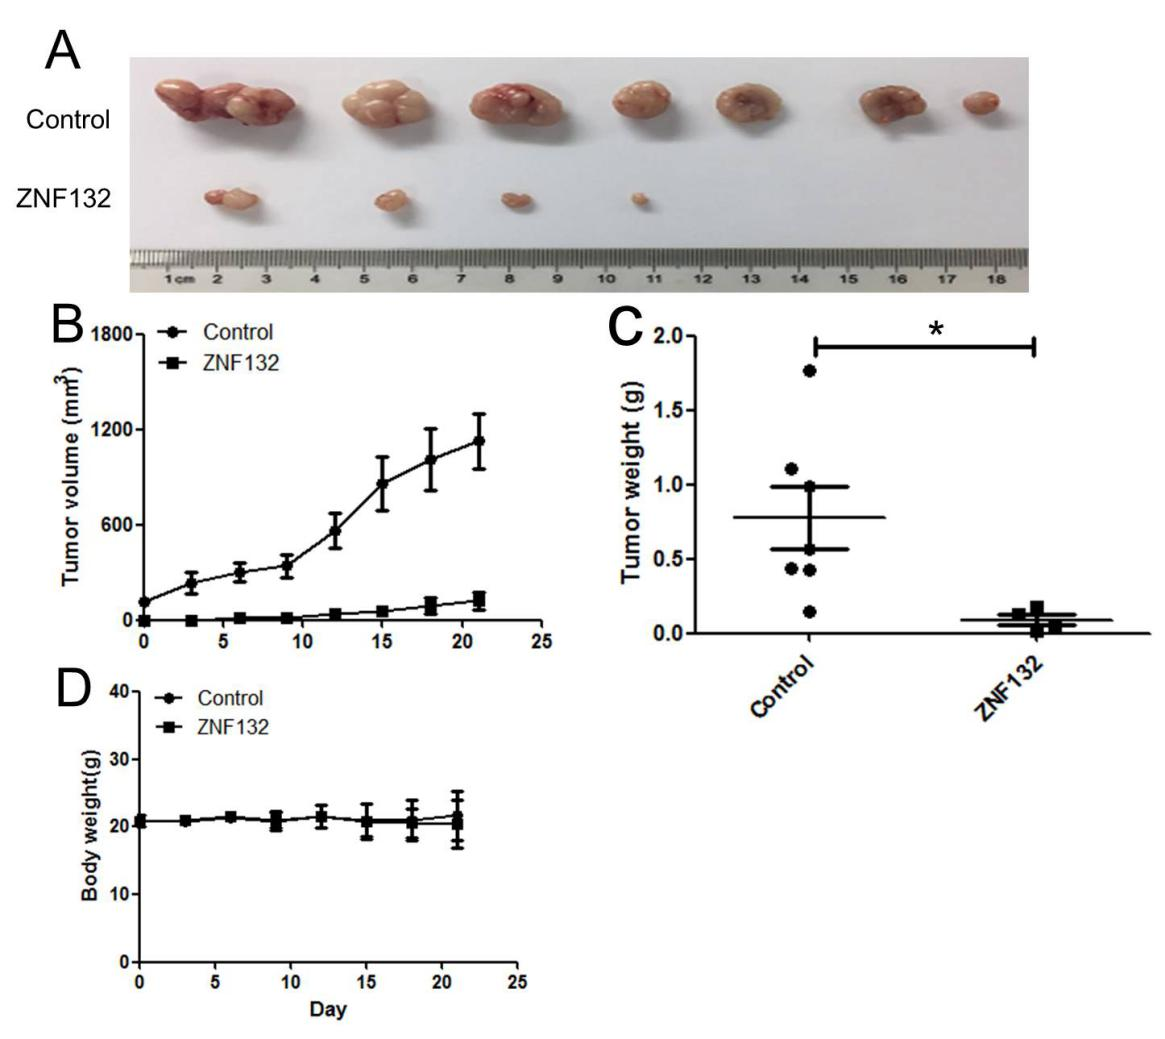 A
Control
ZNF132
1cm 2 3 4 5 6 7 8 9 10 11 12 13 14 15 16 17 18
B
Control
ZNF132
Tumor volume (mm³)
1800
1200
600
0
0 5 10 15 20 25
C
*
Tumor weight (g)
2.0
1.5
1.0
0.5
0.0
Control
ZNF132
D
Control
ZNF132
Body weight(g)
40
30
20
10
0
0 5 10 15 20 25
Day